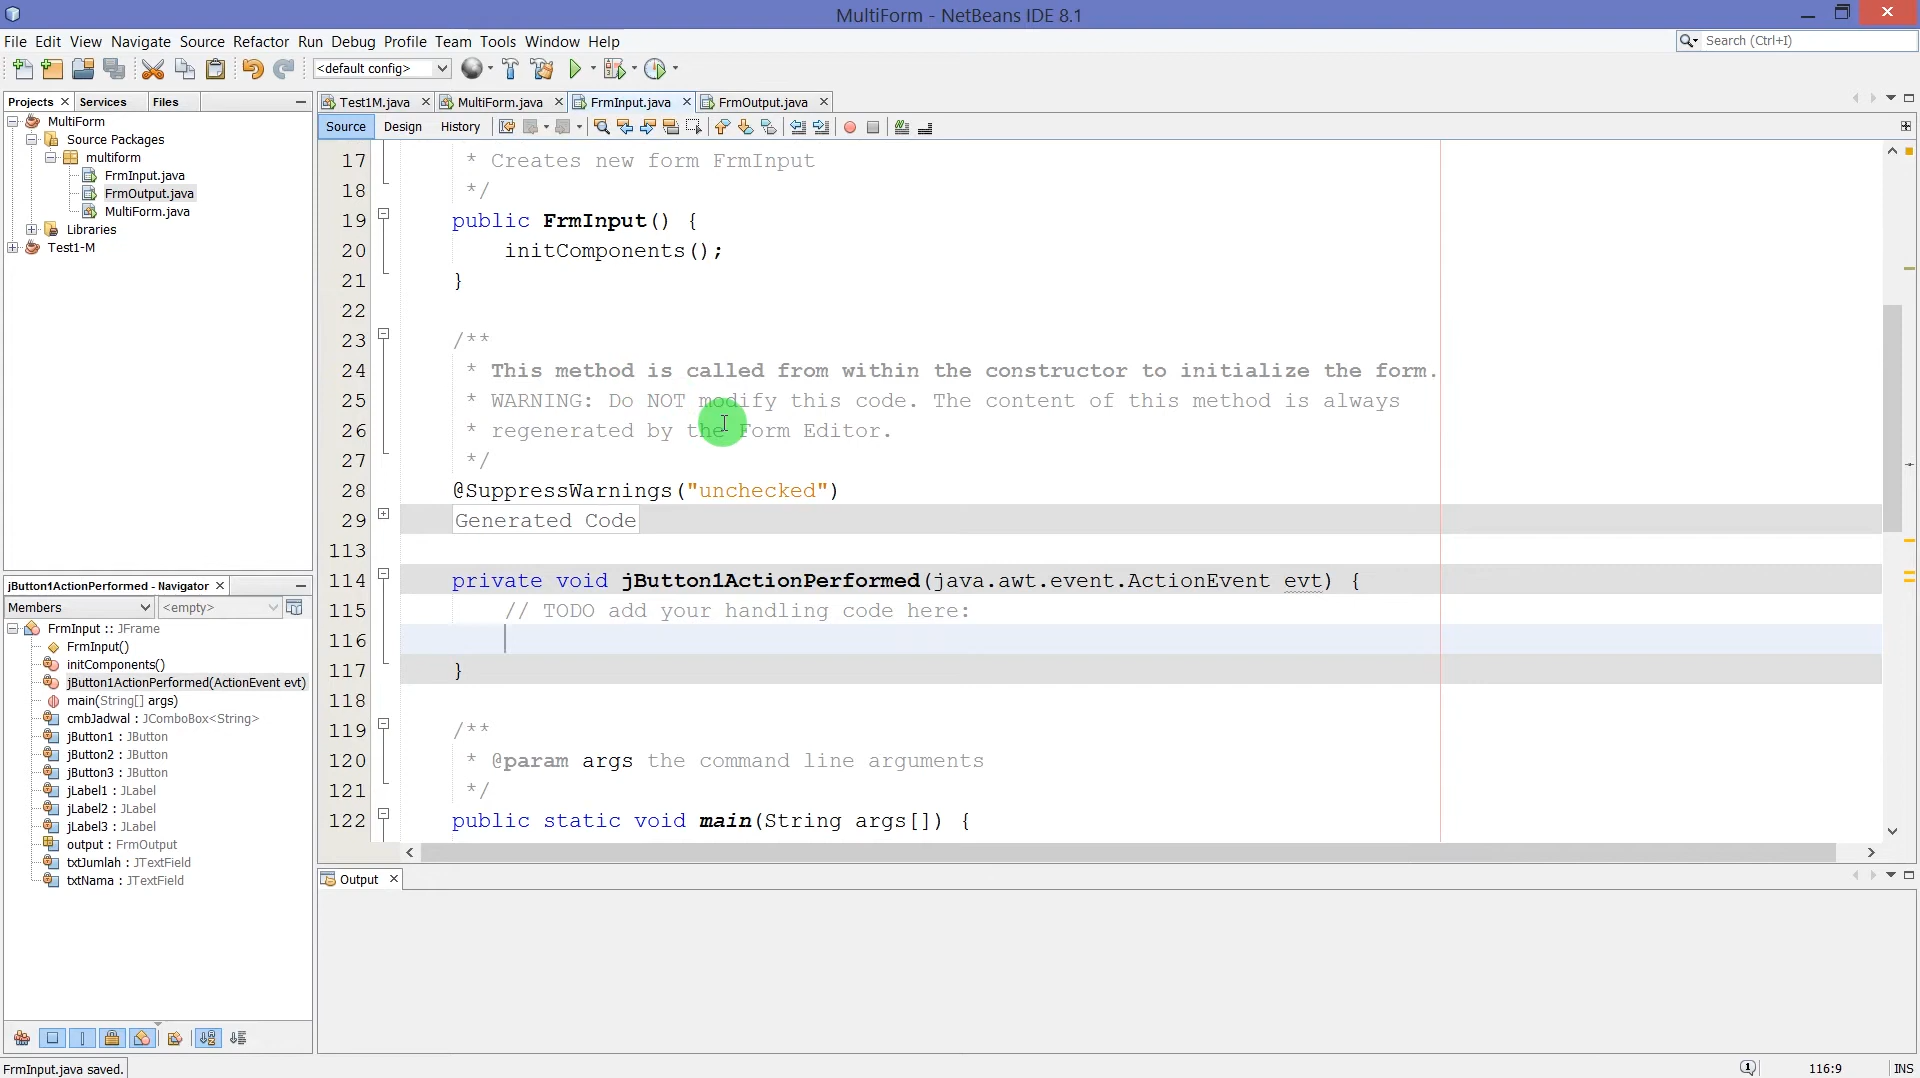 MultiForm - NetBeans IDE 8.1
File Edit View Navigate Source Refactor Run Debug Profile Team Tools Window Help
Search (Ctrl+I)
<default config>
Projects Services Files
Test1M.java MultiForm.java FrmInput.java FrmOutput.java
Source Design History
MultiForm
Source Packages
multiform
FrmInput.java
FrmOutput.java
MultiForm.java
Libraries
Test1-M
17 * Creates new form FrmInput
18 */
19 public FrmInput() {
20 initComponents();
21 }
22
23 /**
24 * This method is called from within the constructor to initialize the form.
25 * WARNING: Do NOT modify this code. The content of this method is always
26 * regenerated by the Form Editor.
27 */
28 @SuppressWarnings("unchecked")
29 Generated Code
113
114 private void jButton1ActionPerformed(java.awt.event.ActionEvent evt) {
115 // TODO add your handling code here:
116
117 }
118
119 /**
120 * @param args the command line arguments
121 */
122 public static void main(String args[]) {
jButton1ActionPerformed - Navigator
Members <empty>
FrmInput :: JFrame
FrmInput()
initComponents()
jButton1ActionPerformed(ActionEvent evt)
main(String[] args)
cmbJadwal : JComboBox<String>
jButton1 : JButton
jButton2 : JButton
jButton3 : JButton
jLabel1 : JLabel
jLabel2 : JLabel
jLabel3 : JLabel
output : FrmOutput
txtJumlah : JTextField
txtNama : JTextField
Output
FrmInput.java saved.
1
116:9 INS